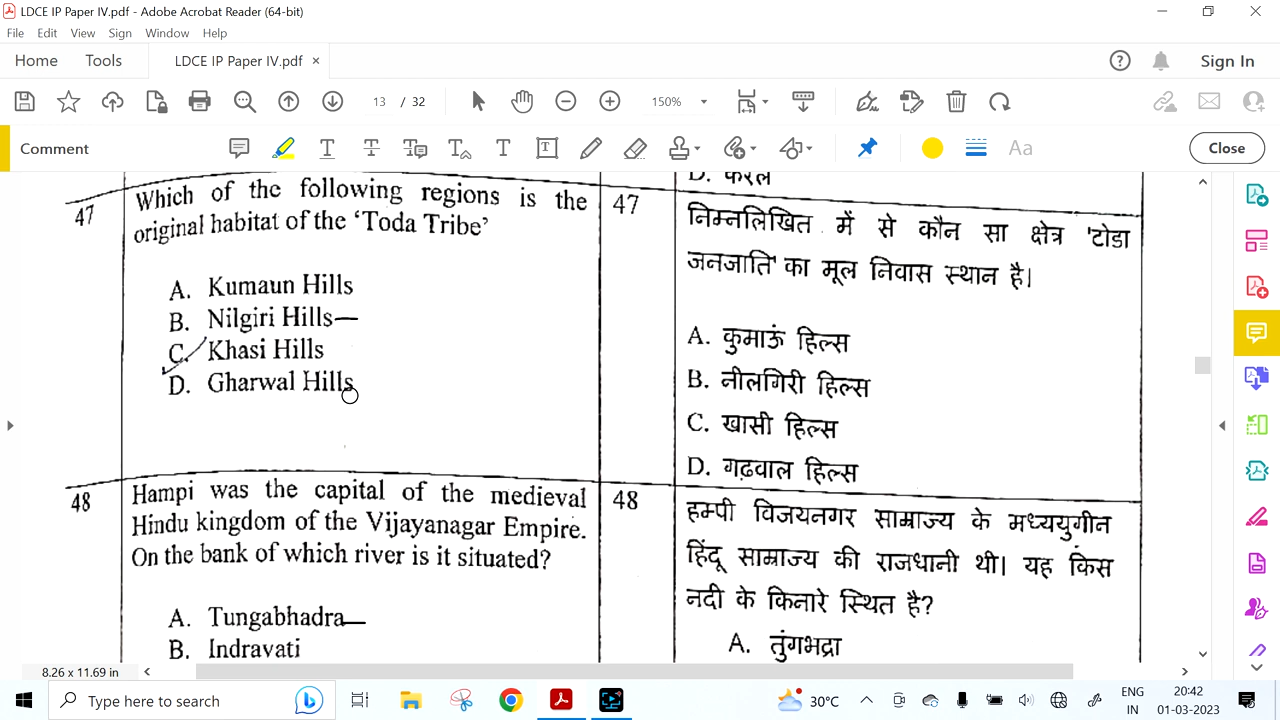 LDCE IP Paper IV.pdf - Adobe Acrobat Reader (64-bit)
File Edit View Sign Window Help
Home Tools LDCE IP Paper IV.pdf × Sign In
13 / 32 150%
Comment Aa Close
47
Which of the following regions is the
original habitat of the ‘Toda Tribe’
A. Kumaun Hills
B. Nilgiri Hills
C. Khasi Hills
D. Gharwal Hills
D. केरल
47
निम्नलिखित में से कौन सा क्षेत्र 'टोडा
जनजाति' का मूल निवास स्थान है।
A. कुमाऊं हिल्स
B. नीलगिरी हिल्स
C. खासी हिल्स
D. गढ़वाल हिल्स
48
Hampi was the capital of the medieval
Hindu kingdom of the Vijayanagar Empire.
On the bank of which river is it situated?
A. Tungabhadra
B. Indravati
48
हम्पी विजयनगर साम्राज्य के मध्ययुगीन
हिंदू साम्राज्य की राजधानी थी। यह किस
नदी के किनारे स्थित है?
A. तुंगभद्रा
8.26 x 11.69 in
Type here to search
30°C
ENG
IN
20:42
01-03-2023